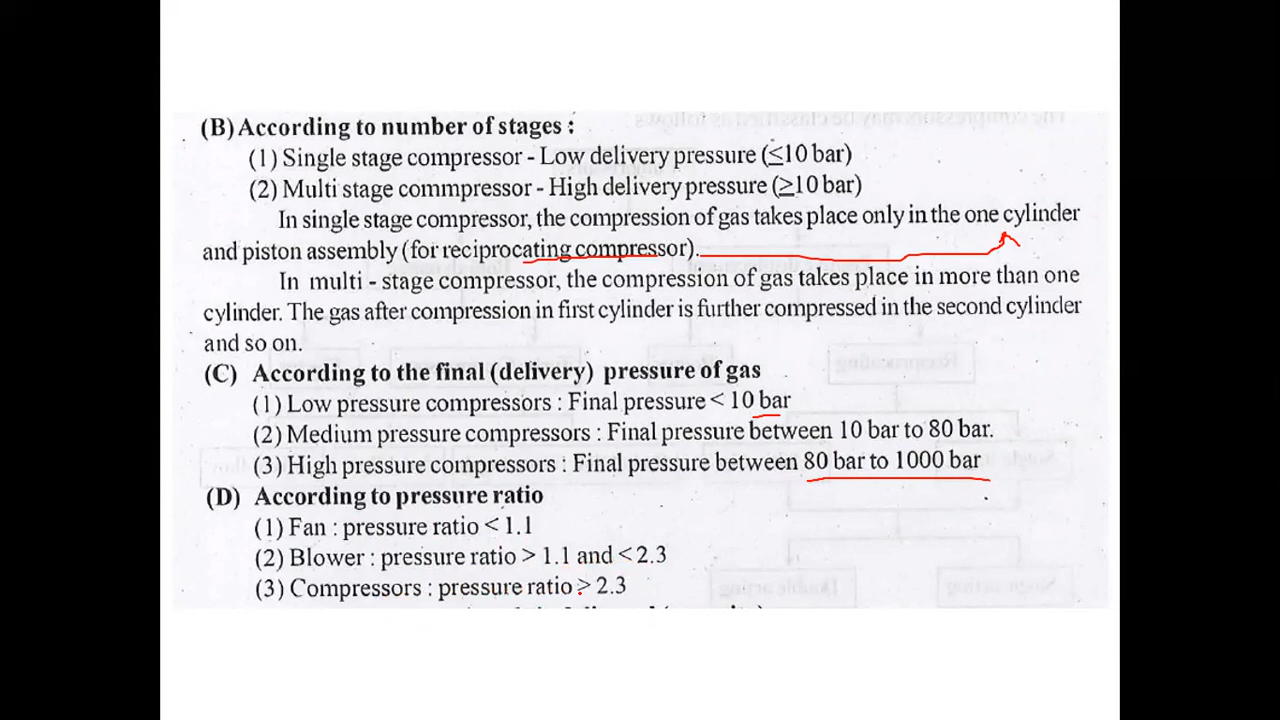 (B) According to number of stages :
(1) Single stage compressor - Low delivery pressure (≤10 bar)
(2) Multi stage commpressor - High delivery pressure (≥10 bar)
In single stage compressor, the compression of gas takes place only in the one cylinder
and piston assembly (for reciprocating compressor).
In multi - stage compressor, the compression of gas takes place in more than one
cylinder. The gas after compression in first cylinder is further compressed in the second cylinder
and so on.
(C) According to the final (delivery) pressure of gas
(1) Low pressure compressors : Final pressure < 10 bar
(2) Medium pressure compressors : Final pressure between 10 bar to 80 bar.
(3) High pressure compressors : Final pressure between 80 bar to 1000 bar
(D) According to pressure ratio
(1) Fan : pressure ratio < 1.1
(2) Blower : pressure ratio > 1.1 and < 2.3
(3) Compressors : pressure ratio > 2.3